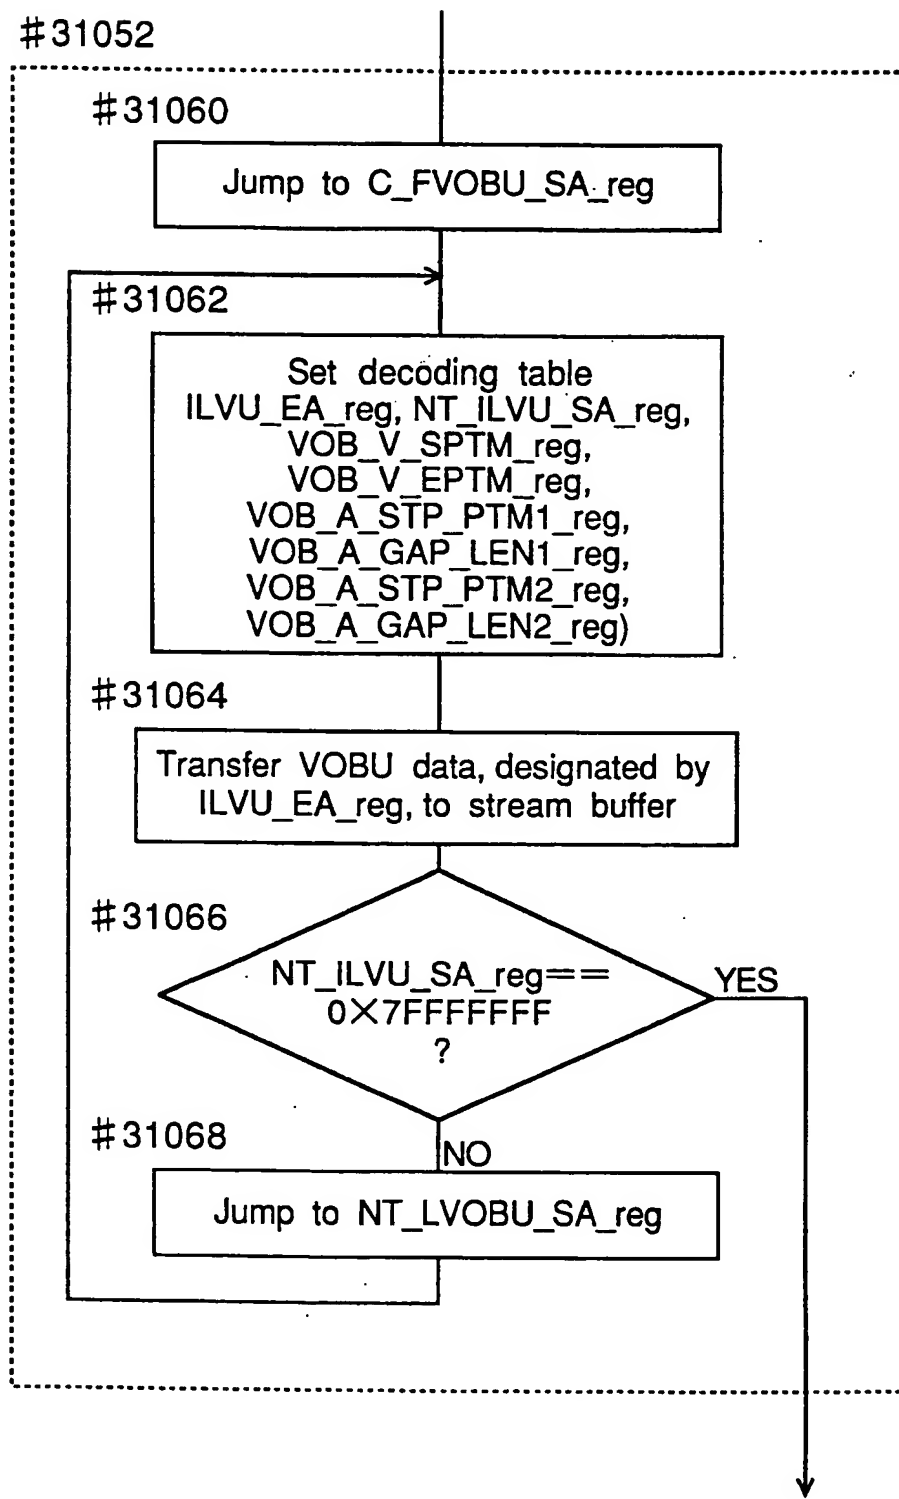 #31052
#31060
Jump to C_FVOBU_SA_reg
#31062
Set decoding table
ILVU_EA_reg, NT_ILVU_SA_reg,
VOB_V_SPTM_reg,
VOB_V_EPTM_reg,
VOB_A_STP_PTM1_reg,
VOB_A_GAP_LEN1_reg,
VOB_A_STP_PTM2_reg,
VOB_A_GAP_LEN2_reg)
#31064
Transfer VOBU data, designated by
ILVU_EA_reg, to stream buffer
#31066
NT_ILVU_SA_reg==
0X7FFFFFFF
?
YES
#31068
NO
Jump to NT_LVOBU_SA_reg